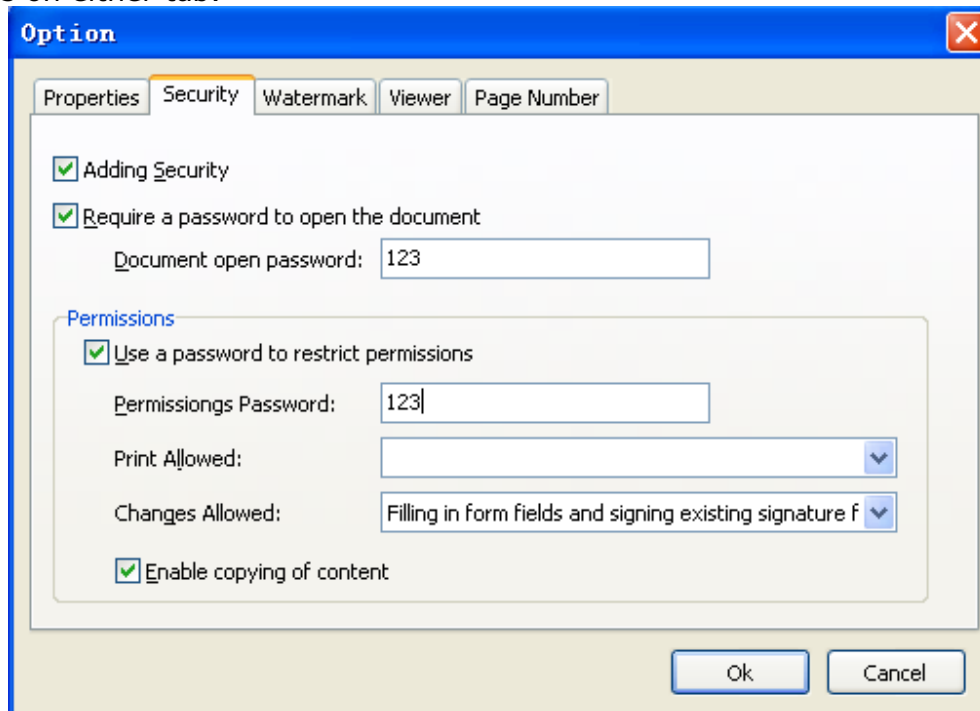 Option
Properties Security Watermark Viewer Page Number
Adding Security
Require a password to open the document
Document open password: 123
Permissions
Use a password to restrict permissions
Permissiongs Password: 123
Print Allowed:
Changes Allowed: Filling in form fields and signing existing signature f
Enable copying of content
Ok Cancel